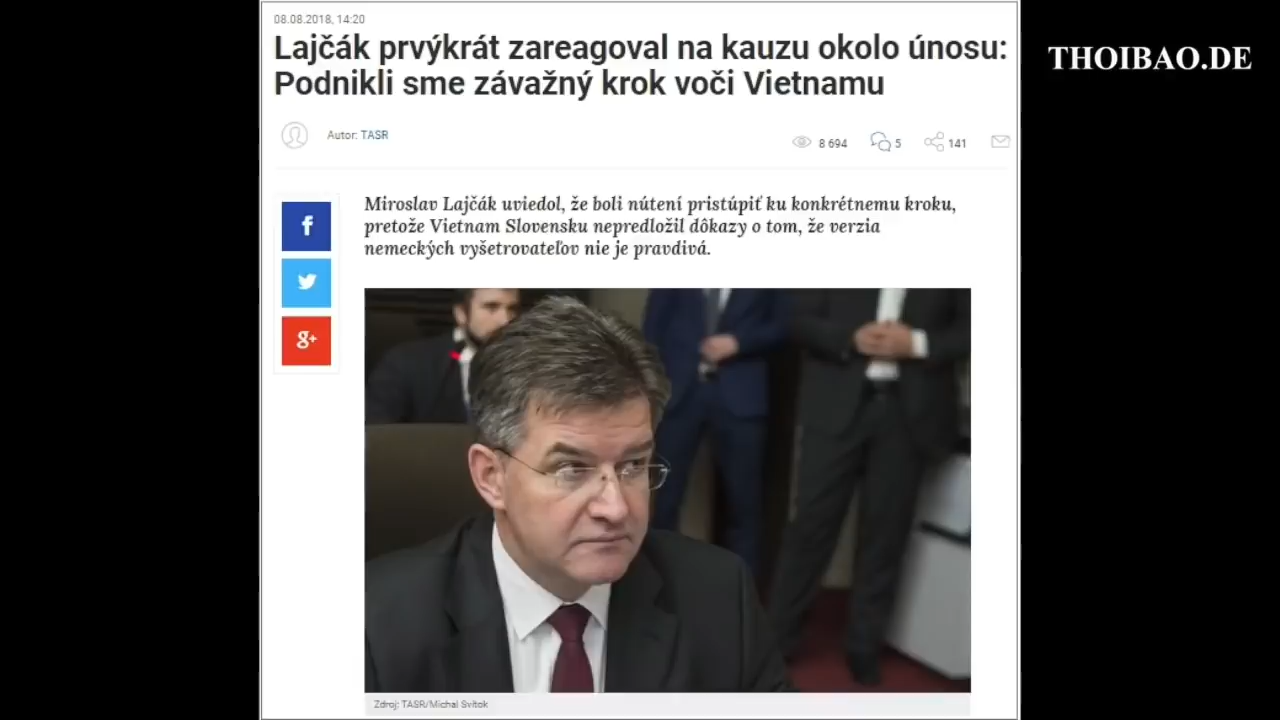 08.08.2018, 14:20
Lajčák prvýkrát zareagoval na kauzu okolo únosu:
Podnikli sme závažný krok voči Vietnamu
THOIBAO.DE
Autor: TASR
8 694
5
141
Miroslav Lajčák uviedol, že boli nútení pristúpiť ku konkrétnemu kroku,
pretože Vietnam Slovensku nepredložil dôkazy o tom, že verzia
nemeckých vyšetrovateľov nie je pravdivá.
f
g+
Zdroj: TASR/Michal Svítok